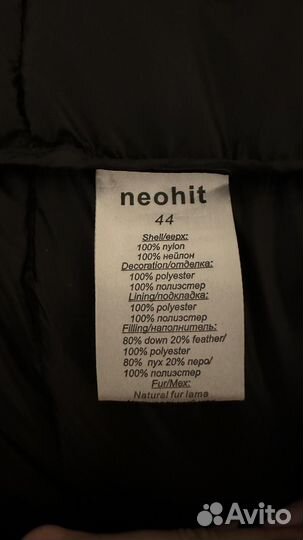 neohit
44
Shell/верх:
100% nylon
100% нейлон
Decoration/отделка:
100% polyester
100% полиэстер
Lining/подкладка:
100% polyester
100% полиэстер
Filling/наполнитель:
80% down 20% feather/
100% polyester
80% пух 20% перо/
100% полиэстер
Fur/Мех:
Natural fur lama
Avito